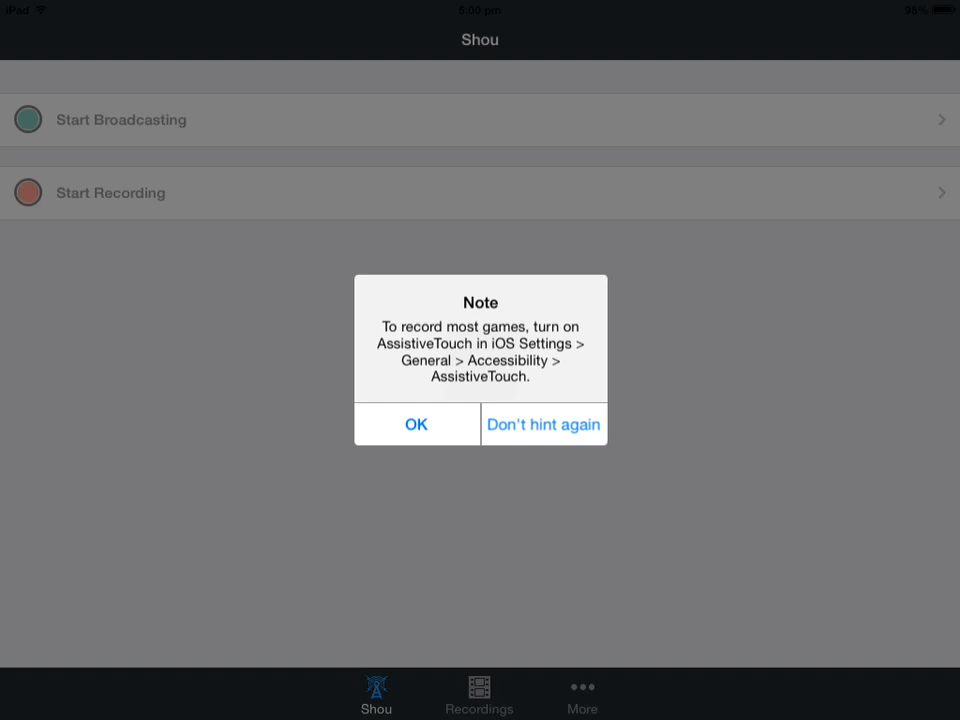 iPad
5:00 pm
98%
Shou
Start Broadcasting
Start Recording
Note
To record most games, turn on
AssistiveTouch in iOS Settings >
General > Accessibility >
AssistiveTouch.
OK
Don't hint again
Shou
Recordings
More